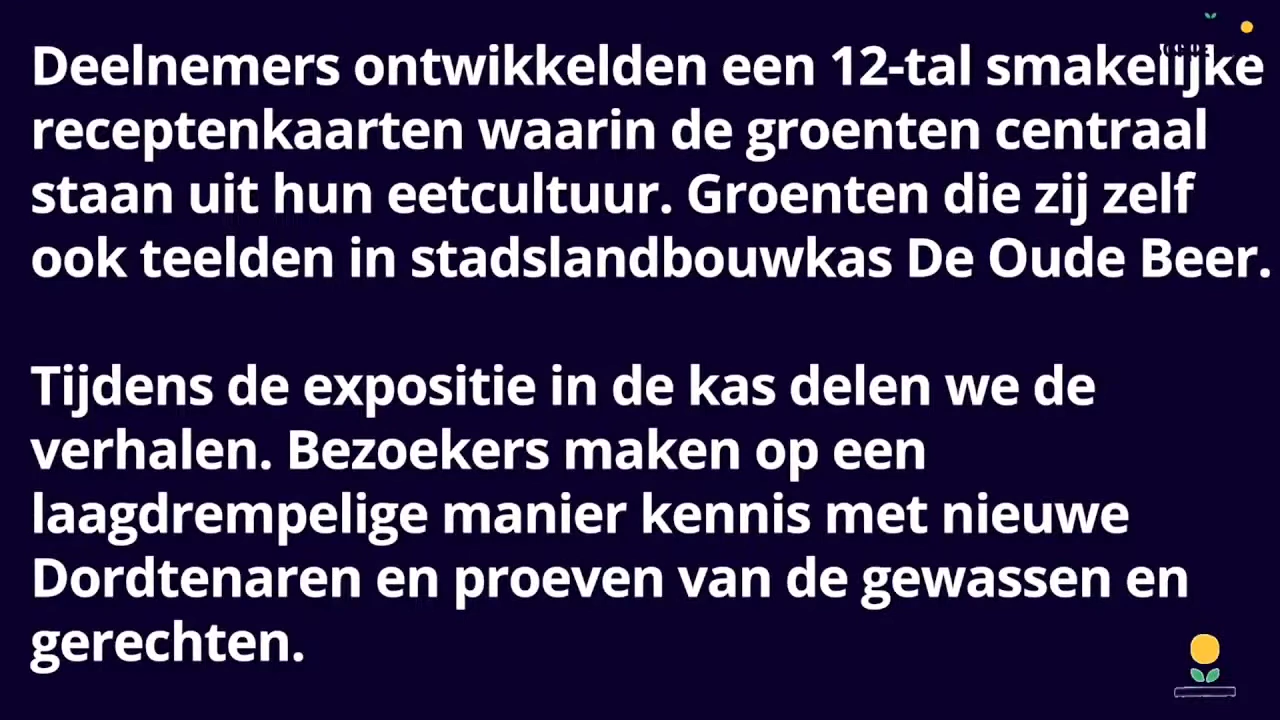 Deelnemers ontwikkelden een 12-tal smakelijke
receptenkaarten waarin de groenten centraal
staan uit hun eetcultuur. Groenten die zij zelf
ook teelden in stadslandbouwkas De Oude Beer.
Tijdens de expositie in de kas delen we de
verhalen. Bezoekers maken op een
laagdrempelige manier kennis met nieuwe
Dordtenaren en proeven van de gewassen en
gerechten.